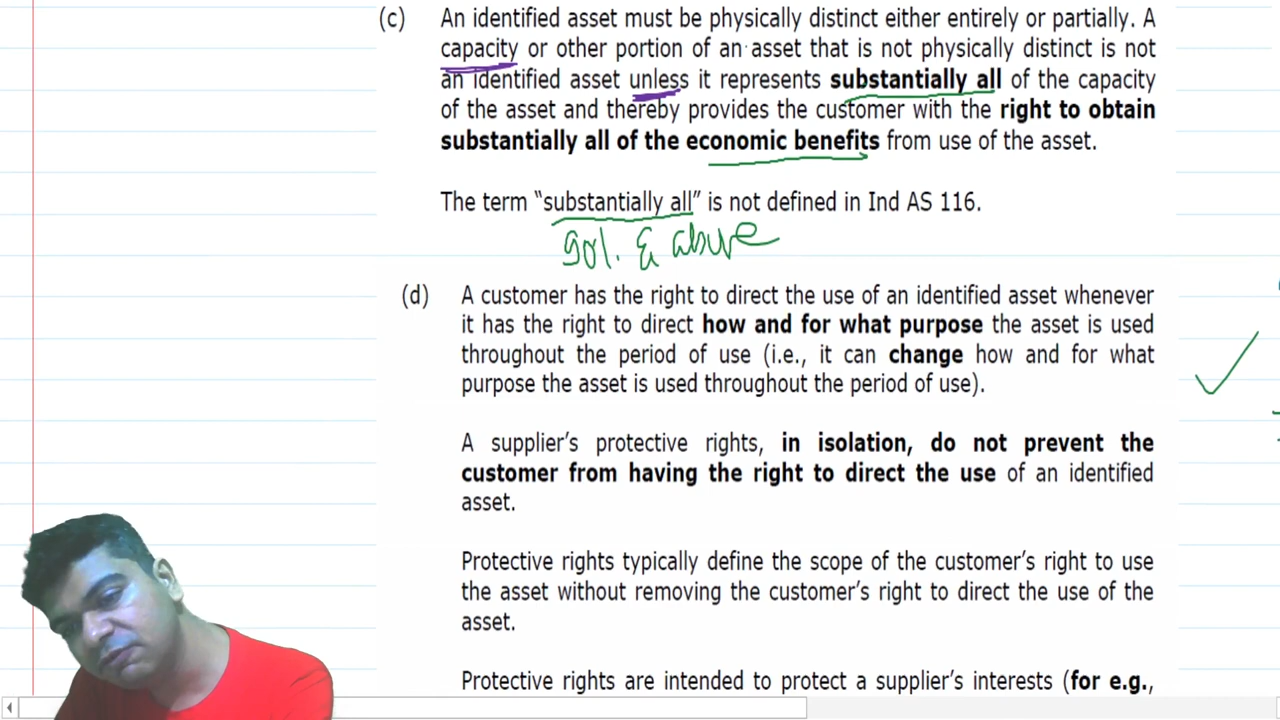 (c) An identified asset must be physically distinct either entirely or partially. A
capacity or other portion of an asset that is not physically distinct is not
an identified asset unless it represents substantially all of the capacity
of the asset and thereby provides the customer with the right to obtain
substantially all of the economic benefits from use of the asset.
The term “substantially all” is not defined in Ind AS 116.
90%. & above
(d) A customer has the right to direct the use of an identified asset whenever
it has the right to direct how and for what purpose the asset is used
throughout the period of use (i.e., it can change how and for what
purpose the asset is used throughout the period of use).
A supplier’s protective rights, in isolation, do not prevent the
customer from having the right to direct the use of an identified
asset.
Protective rights typically define the scope of the customer’s right to use
the asset without removing the customer’s right to direct the use of the
asset.
Protective rights are intended to protect a supplier’s interests (for e.g.,